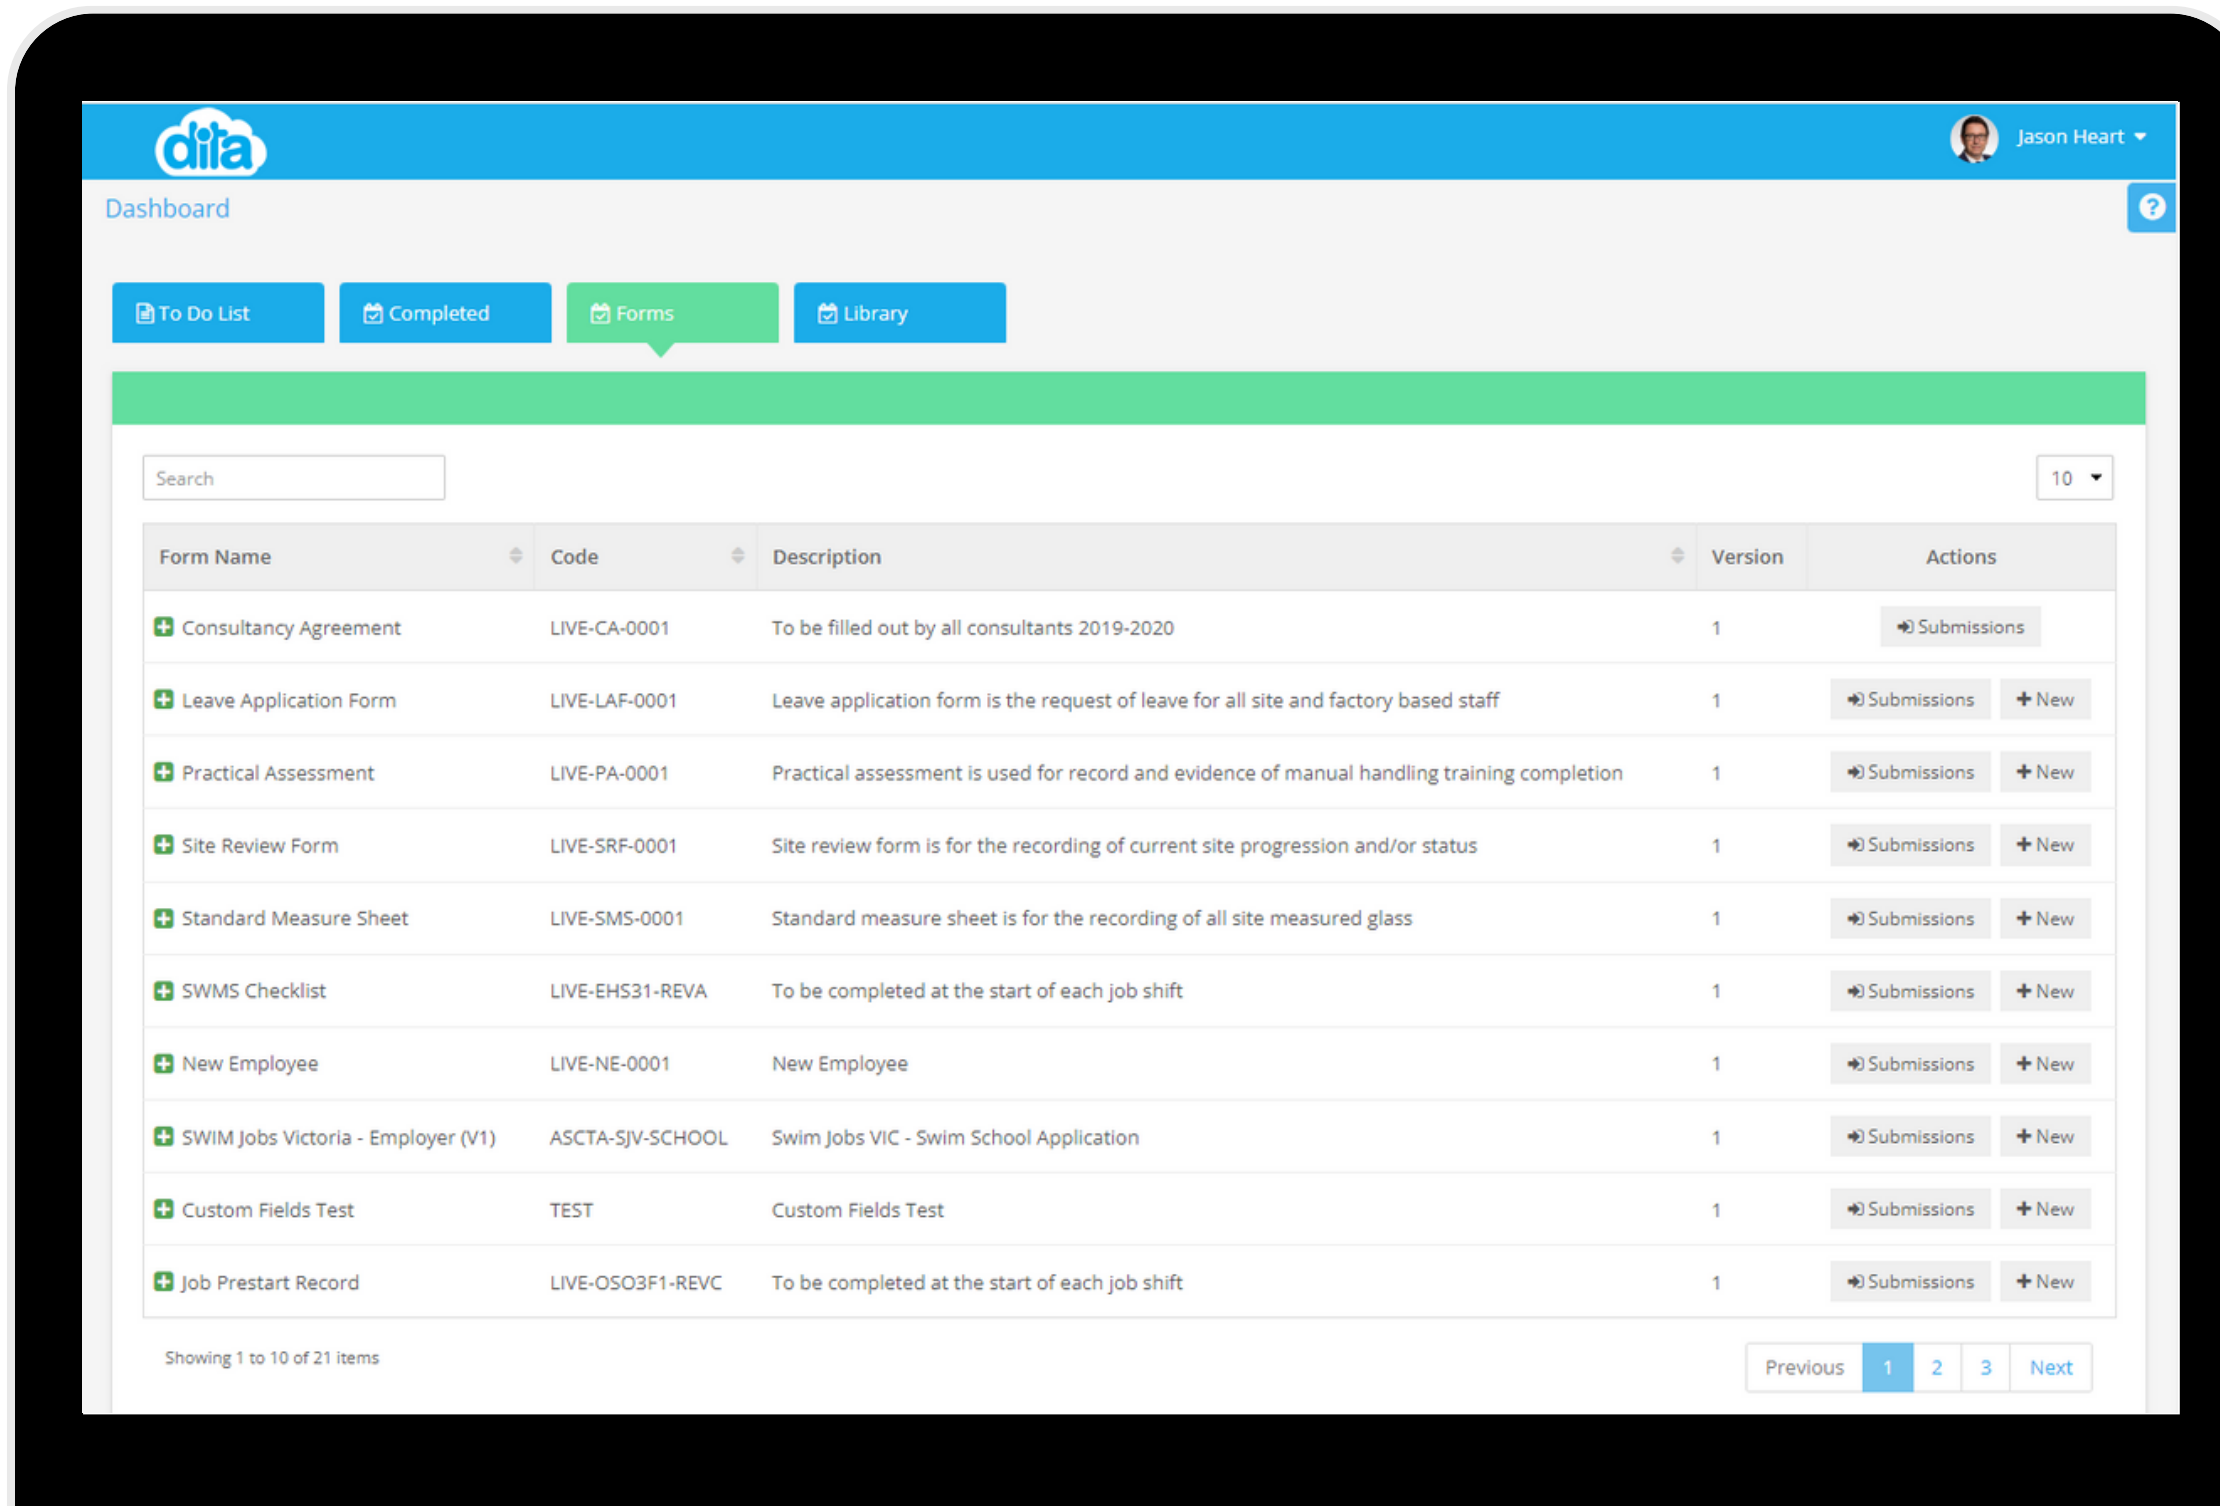 dita
Jason Heart
Dashboard
To Do List Completed Forms Library
Search 10
Form Name Code Description Version Actions
Consultancy Agreement LIVE-CA-0001 To be filled out by all consultants 2019-2020 1 Submissions
Leave Application Form LIVE-LAF-0001 Leave application form is the request of leave for all site and factory based staff 1 Submissions New
Practical Assessment LIVE-PA-0001 Practical assessment is used for record and evidence of manual handling training completion 1 Submissions New
Site Review Form LIVE-SRF-0001 Site review form is for the recording of current site progression and/or status 1 Submissions New
Standard Measure Sheet LIVE-SMS-0001 Standard measure sheet is for the recording of all site measured glass 1 Submissions New
SWMS Checklist LIVE-EHS31-REVA To be completed at the start of each job shift 1 Submissions New
New Employee LIVE-NE-0001 New Employee 1 Submissions New
SWIM Jobs Victoria - Employer (V1) ASCTA-SJV-SCHOOL Swim Jobs VIC - Swim School Application 1 Submissions New
Custom Fields Test TEST Custom Fields Test 1 Submissions New
Job Prestart Record LIVE-OSO3F1-REVC To be completed at the start of each job shift 1 Submissions New
Showing 1 to 10 of 21 items
Previous 1 2 3 Next